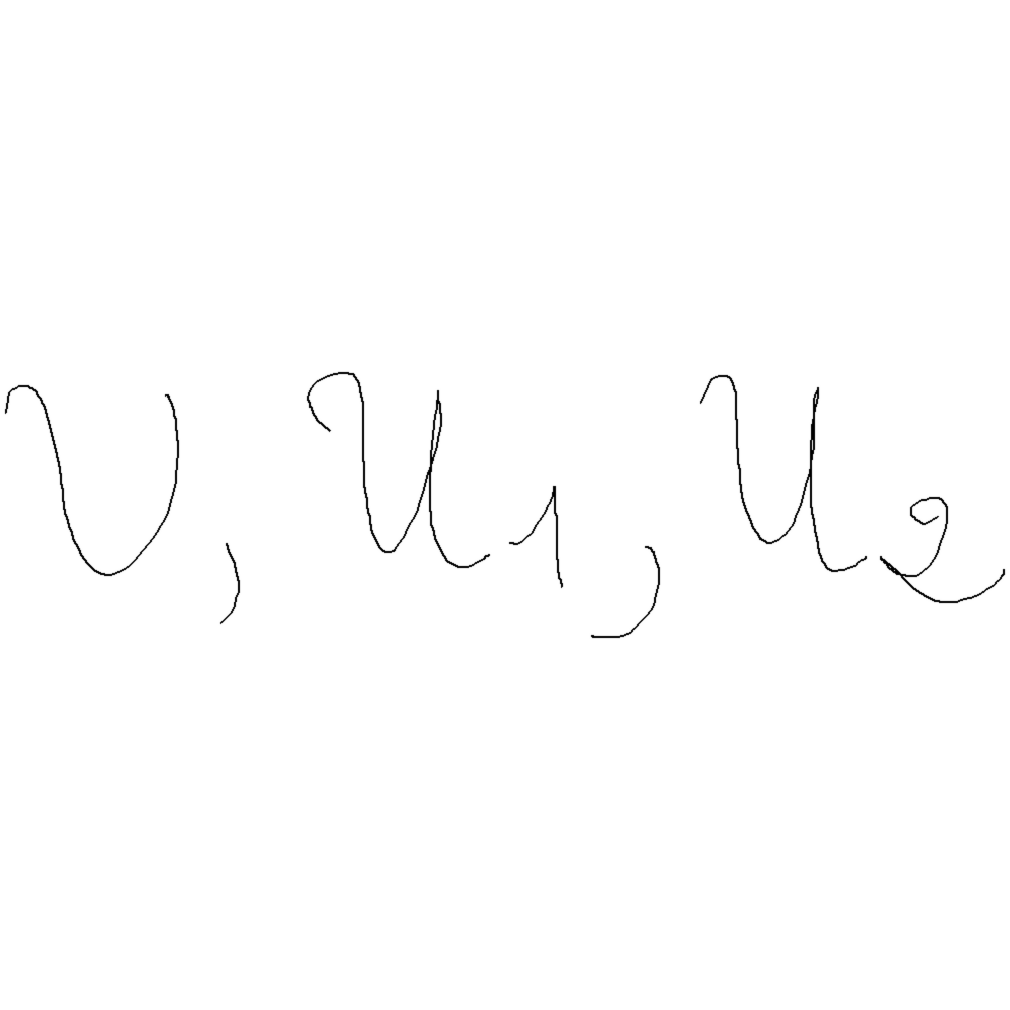 v, u₁, u₂